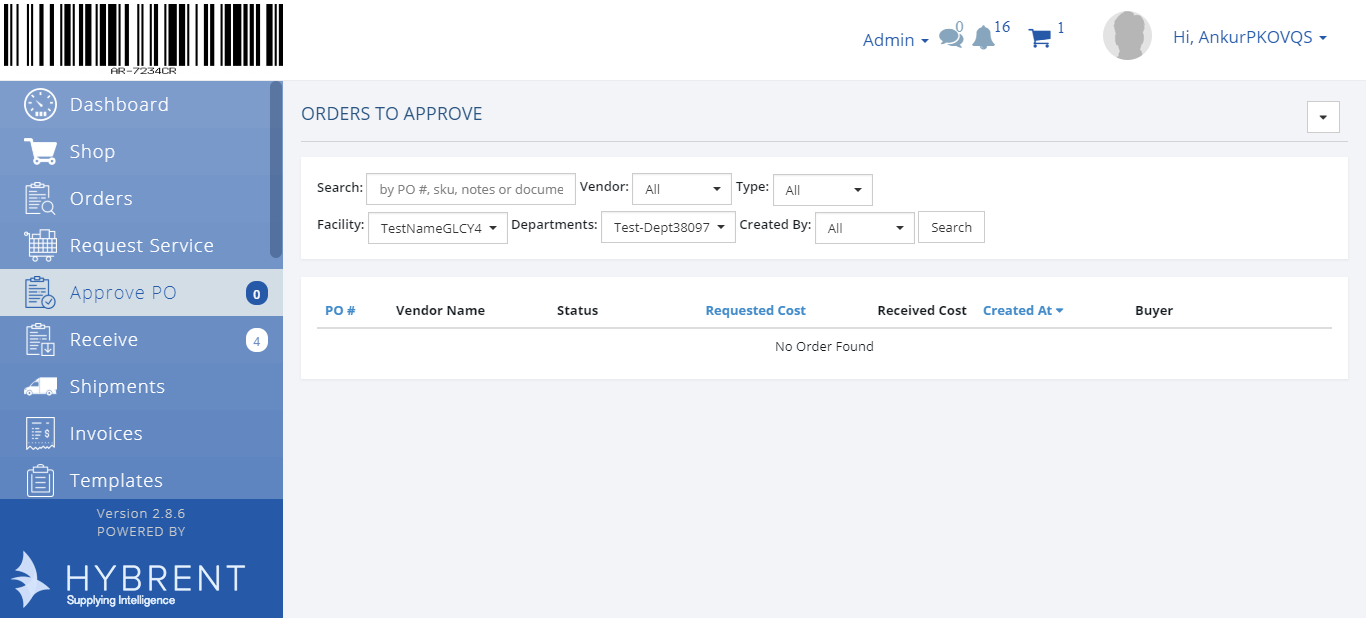 AR-7234CR
Admin 0 16 1 Hi, AnkurPKOVQS
Dashboard
Shop
Orders
Request Service
Approve PO 0
Receive 4
Shipments
Invoices
Templates
Version 2.8.6
POWERED BY
HYBRENT
Supplying Intelligence
ORDERS TO APPROVE
Search: by PO #, sku, notes or docume Vendor: All Type: All
Facility: TestNameGLCY4 Departments: Test-Dept38097 Created By: All Search
PO # Vendor Name Status Requested Cost Received Cost Created At Buyer
No Order Found